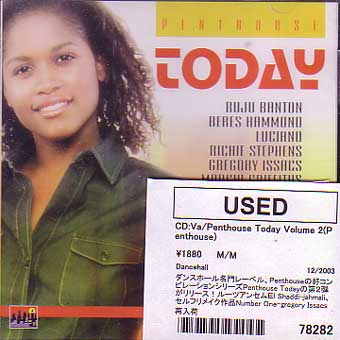 PENTHOUSE
TODAY
BUJU BANTON
BERES HAMMOND
LUCIANO
RICHIE STEPHENS
GREGORY ISSACS
MARCIA GRIFFITHS
USED
CD:Va/Penthouse Today Volume 2(P
enthouse)
¥1880 M/M
Dancehall 12/2003
ダンスホール名門レーベル、Penthouseの好コン
ピレーションシリーズPenthouse Todayの第2弾
がリリース！ルーツアンセムEl Shaddi-jahmali、
セルフリメイク作品Number One-gregory Issacs
再入荷
78282